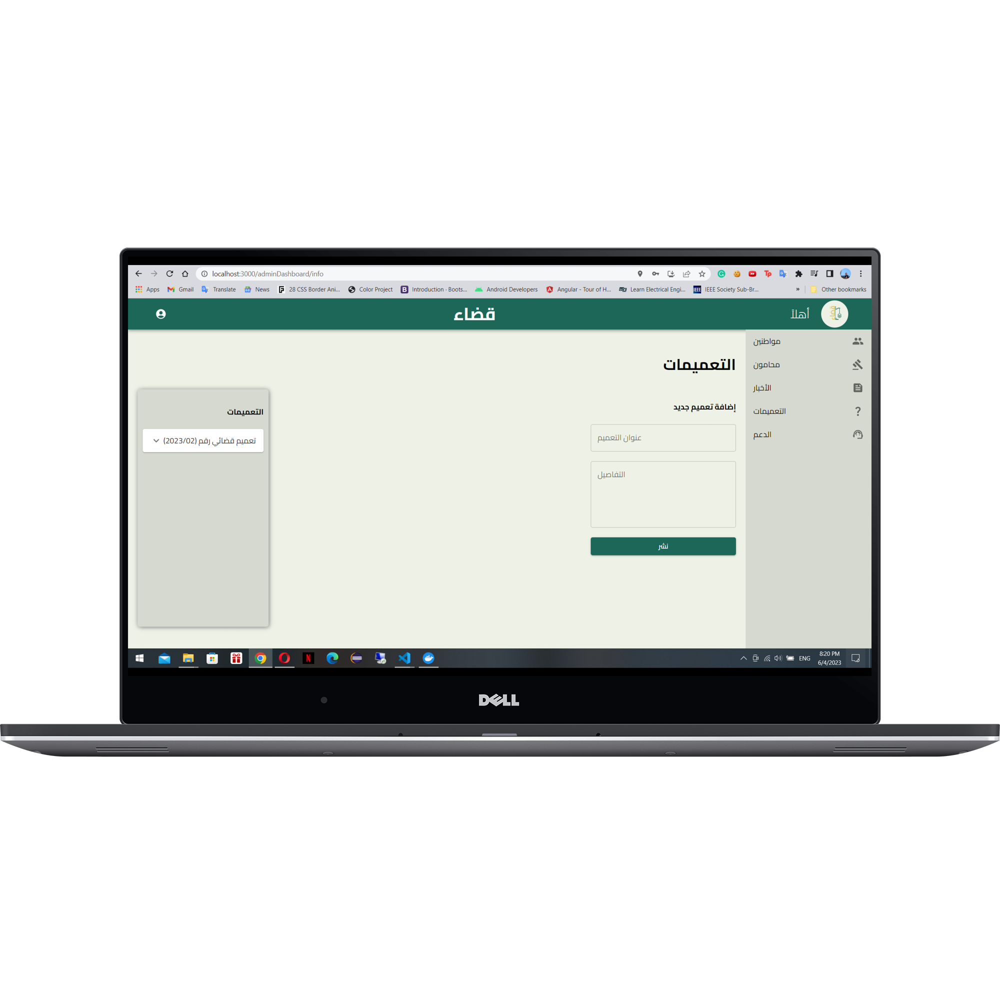 localhost:3000/adminDashboard/info
Apps Gmail Translate News 28 CSS Border Ani... Color Project Introduction · Boots... Android Developers Angular - Tour of H... Learn Electrical Engi... IEEE Society Sub-Br... » Other bookmarks
قضاء
أهلاً
قضاء
مواطنين
محامون
الأخبار
التعميمات
الدعم
التعميمات
إضافة تعميم جديد
عنوان التعميم
التفاصيل
نشر
التعميمات
تعميم قضائي رقم (2023/02)
ENG
8:20 PM
6/4/2023
DELL